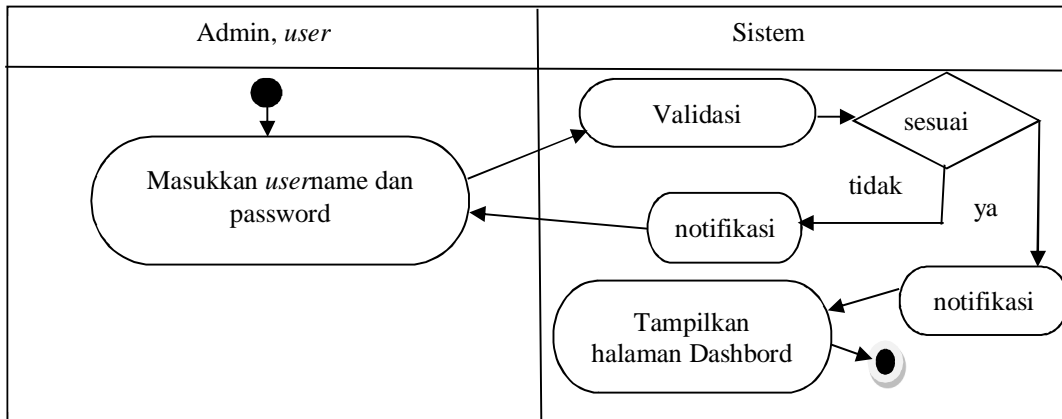 Admin, user
Sistem
Validasi
sesuai
Masukkan username dan
password
tidak
ya
notifikasi
notifikasi
Tampilkan
halaman Dashbord